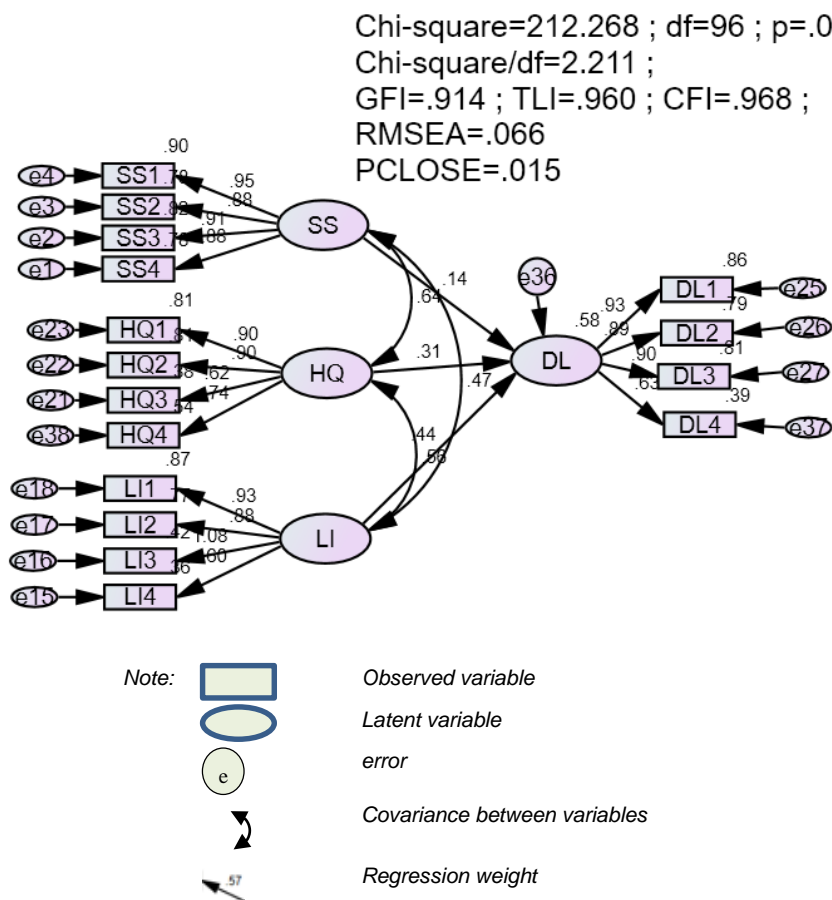 Chi-square=212.268 ; df=96 ; p=.0
Chi-square/df=2.211 ;
GFI=.914 ; TLI=.960 ; CFI=.968 ;
RMSEA=.066
PCLOSE=.015
.90
e4 SS1 .95
e3 SS2 .88
e2 SS3 .91
e1 SS4
SS
.81
e23 HQ1 .90
e22 HQ2 .90
e21 HQ3 .62
e38 HQ4 .74
.54
HQ
.87
e18 LI1 .93
e17 LI2 .88
e16 LI3
e15 LI4 .60
.36
LI
.64
.44
.56
.14
.31
.47
e36
.58
DL
.86
.93 DL1 e25
.79
.89 DL2 e26
.81
.90 DL3 e27
.39
.63 DL4 e37
Note:
Observed variable
Latent variable
e
error
Covariance between variables
.57
Regression weight